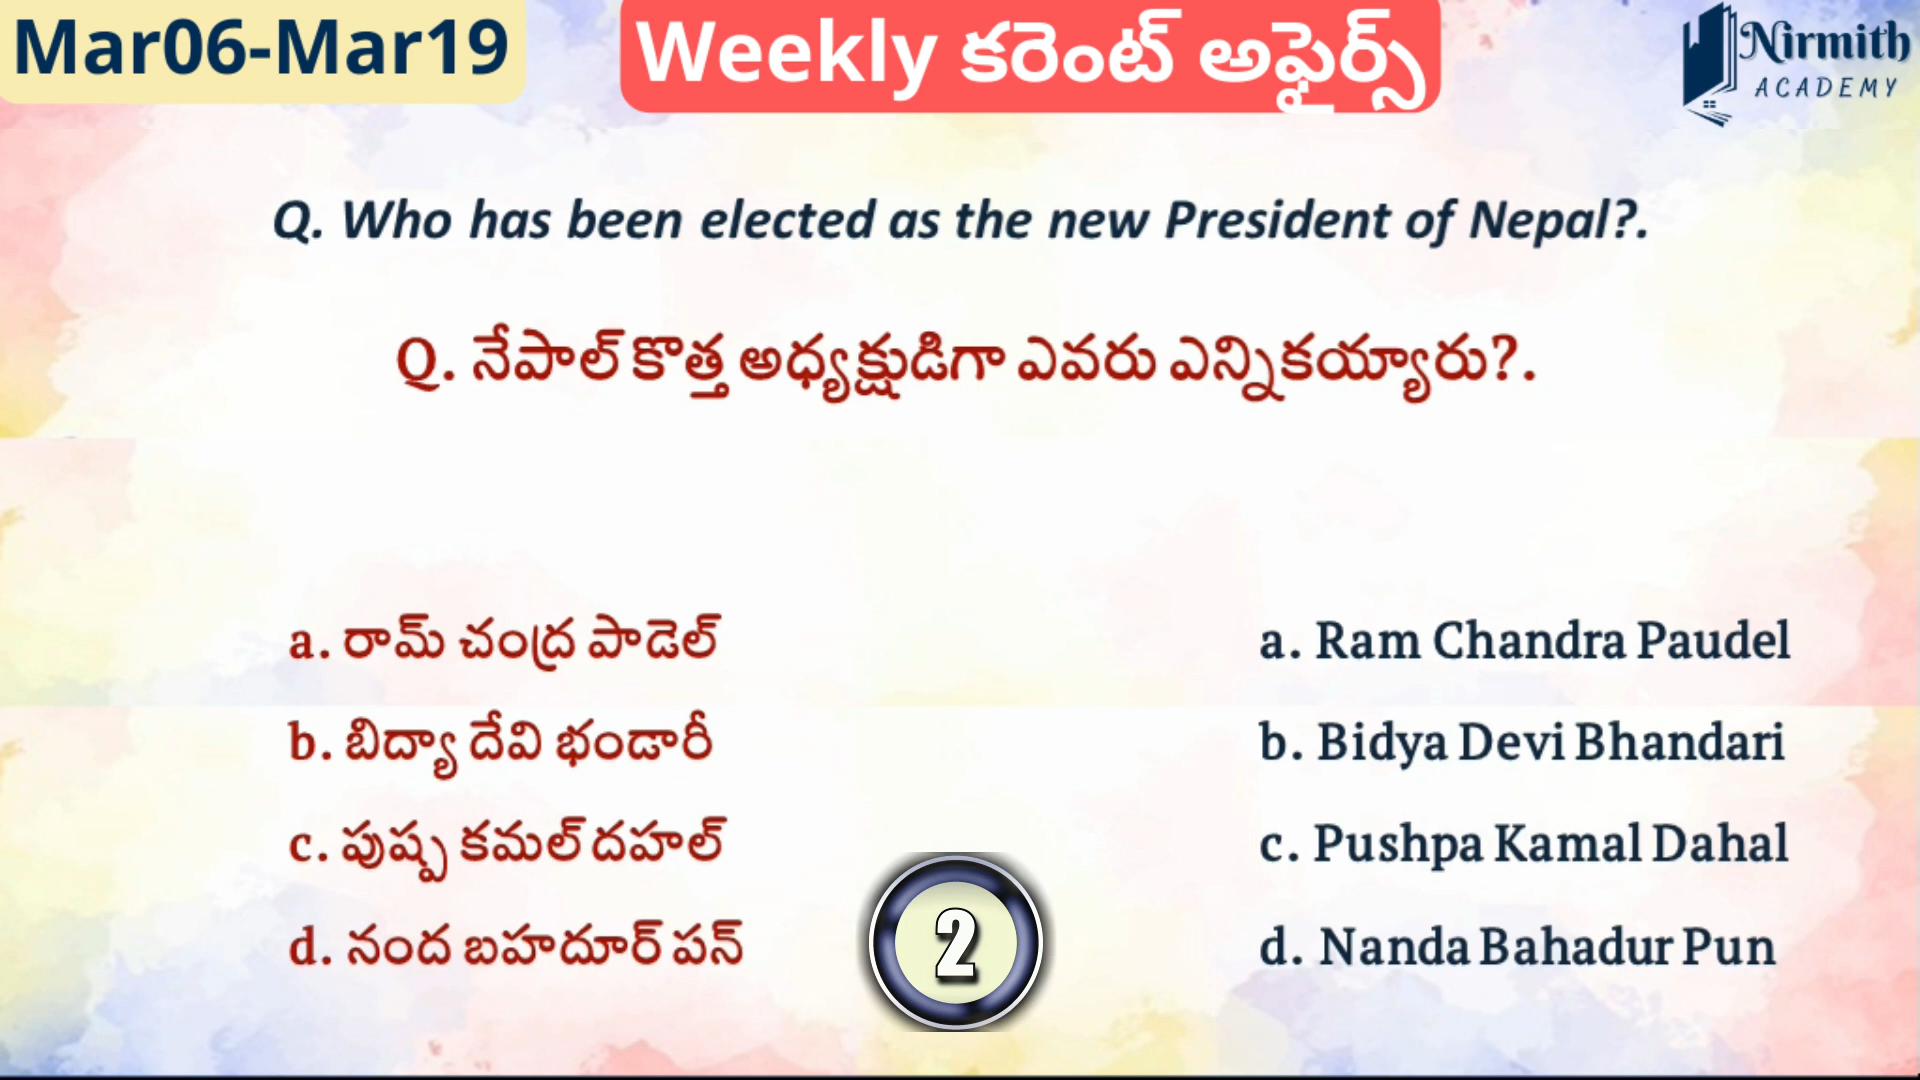 Mar06-Mar19
Weekly కరెంట్ అఫైర్స్
Nirmith
ACADEMY
Q. Who has been elected as the new President of Nepal?.
Q. నేపాల్ కొత్త అధ్యక్షుడిగా ఎవరు ఎన్నికయ్యారు?.
a. రామ్ చంద్ర పాడెల్
b. బిద్యా దేవి భండారీ
c. పుష్ప కమల్ దహల్
d. నంద బహదూర్ పన్
a. Ram Chandra Paudel
b. Bidya Devi Bhandari
c. Pushpa Kamal Dahal
d. Nanda Bahadur Pun
2